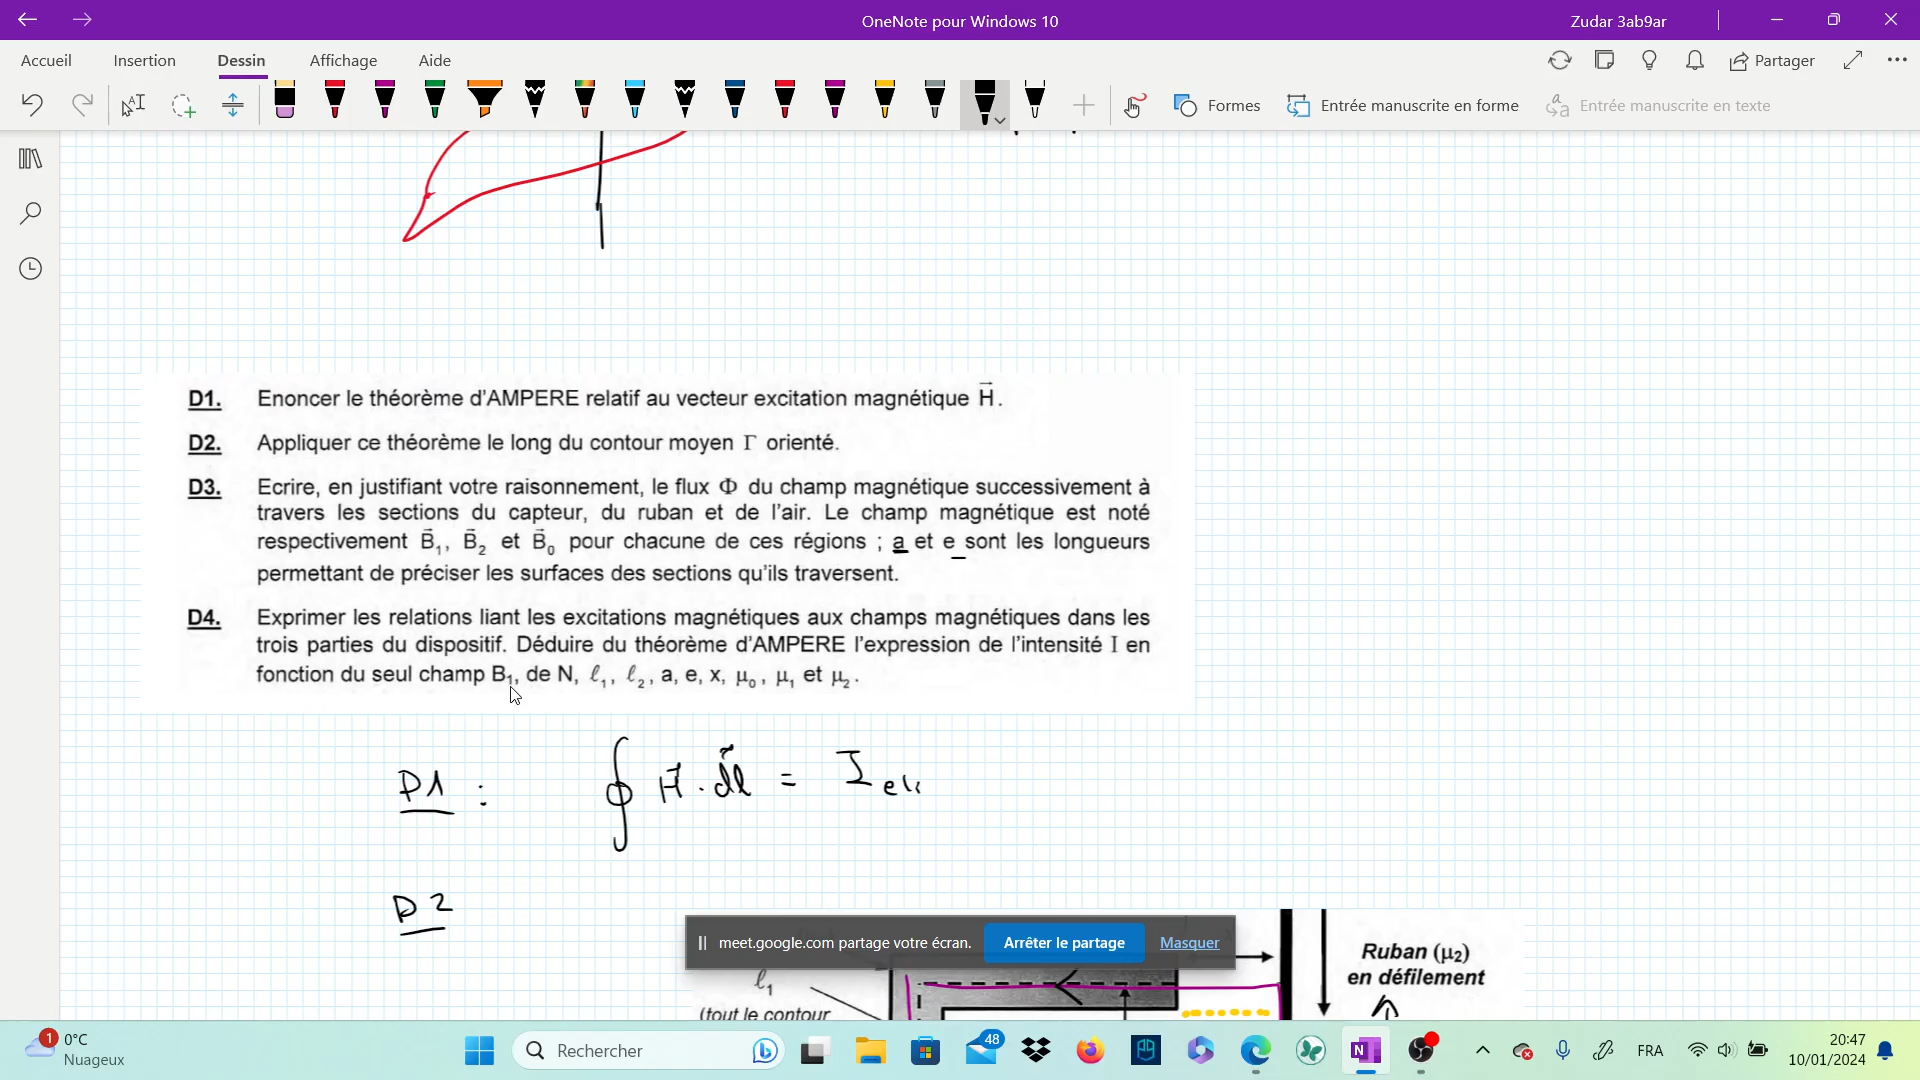 OneNote pour Windows 10
Zudar 3ab9ar
Accueil
Insertion
Dessin
Affichage
Aide
Partager
Formes
Entrée manuscrite en forme
Entrée manuscrite en texte
D1. Enoncer le théorème d'AMPERE relatif au vecteur excitation magnétique H⃗.
D2. Appliquer ce théorème le long du contour moyen Γ orienté.
D3. Ecrire, en justifiant votre raisonnement, le flux Φ du champ magnétique successivement à
travers les sections du capteur, du ruban et de l'air. Le champ magnétique est noté
respectivement B⃗₁, B⃗₂ et B⃗₀ pour chacune de ces régions ; a et e sont les longueurs
permettant de préciser les surfaces des sections qu'ils traversent.
D4. Exprimer les relations liant les excitations magnétiques aux champs magnétiques dans les
trois parties du dispositif. Déduire du théorème d'AMPERE l'expression de l'intensité I en
fonction du seul champ B₁, de N, ℓ₁, ℓ₂, a, e, x, μ₀, μ₁ et μ₂.
D1 : ∮ H⃗ . dl⃗ = I
D2
meet.google.com partage votre écran.
Arrêter le partage
Masquer
Ruban (μ₂)
en défilement
ℓ₁
(tout le contour
1
0°C
Nuageux
Rechercher
48
FRA
20:47
10/01/2024